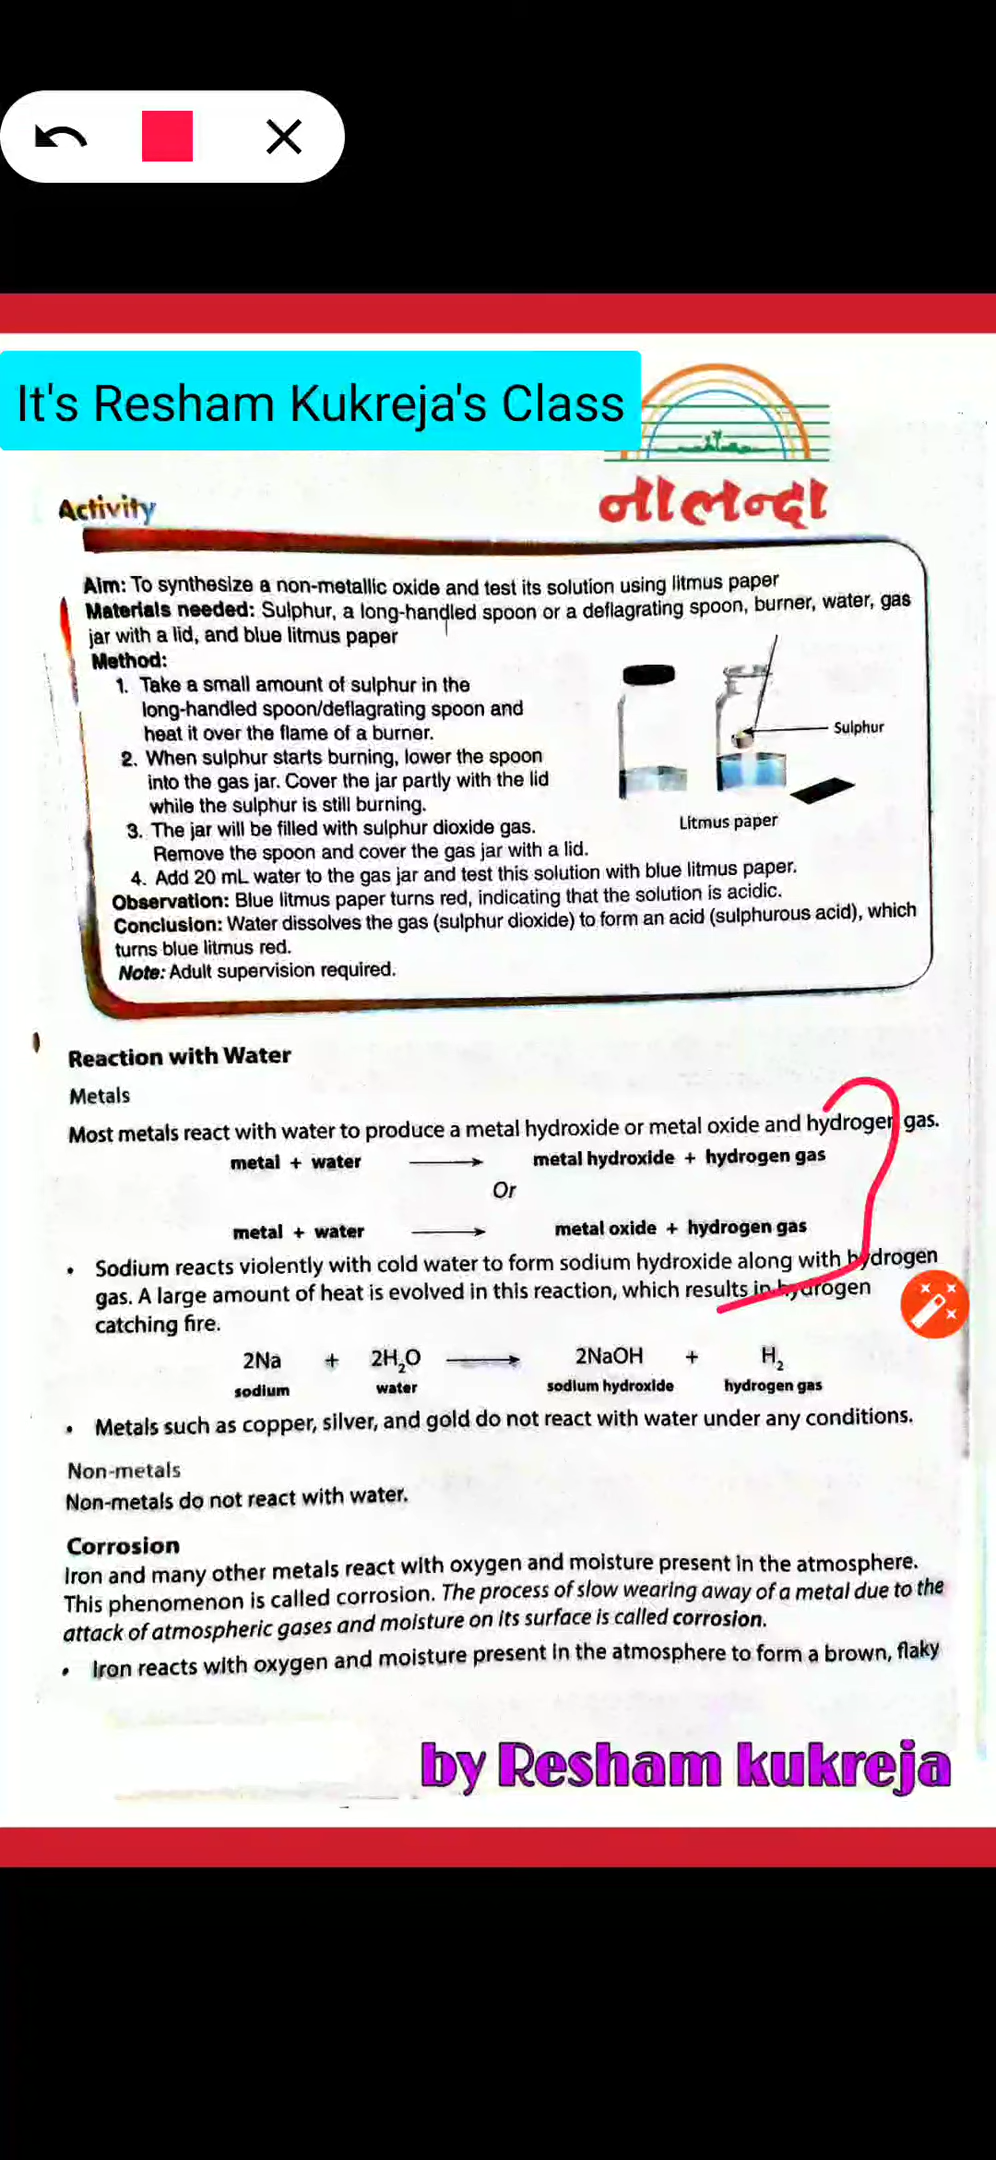 It's Resham Kukreja's Class
નાલન્દા
Activity
Aim: To synthesize a non-metallic oxide and test its solution using litmus paper
Materials needed: Sulphur, a long-handled spoon or a deflagrating spoon, burner, water, gas
jar with a lid, and blue litmus paper
Method:
1. Take a small amount of sulphur in the
long-handled spoon/deflagrating spoon and
heat it over the flame of a burner.
2. When sulphur starts burning, lower the spoon
into the gas jar. Cover the jar partly with the lid
while the sulphur is still burning.
3. The jar will be filled with sulphur dioxide gas.
Remove the spoon and cover the gas jar with a lid.
4. Add 20 mL water to the gas jar and test this solution with blue litmus paper.
Sulphur
Litmus paper
Observation: Blue litmus paper turns red, indicating that the solution is acidic.
Conclusion: Water dissolves the gas (sulphur dioxide) to form an acid (sulphurous acid), which
turns blue litmus red.
Note: Adult supervision required.
Reaction with Water
Metals
Most metals react with water to produce a metal hydroxide or metal oxide and hydrogen gas.
metal + water ⟶ metal hydroxide + hydrogen gas
Or
metal + water ⟶ metal oxide + hydrogen gas
• Sodium reacts violently with cold water to form sodium hydroxide along with hydrogen
gas. A large amount of heat is evolved in this reaction, which results in hydrogen
catching fire.
2Na + 2H₂O ⟶ 2NaOH + H₂
sodium water sodium hydroxide hydrogen gas
• Metals such as copper, silver, and gold do not react with water under any conditions.
Non-metals
Non-metals do not react with water.
Corrosion
Iron and many other metals react with oxygen and moisture present in the atmosphere.
This phenomenon is called corrosion. The process of slow wearing away of a metal due to the
attack of atmospheric gases and moisture on its surface is called corrosion.
• Iron reacts with oxygen and moisture present in the atmosphere to form a brown, flaky
by Resham kukreja